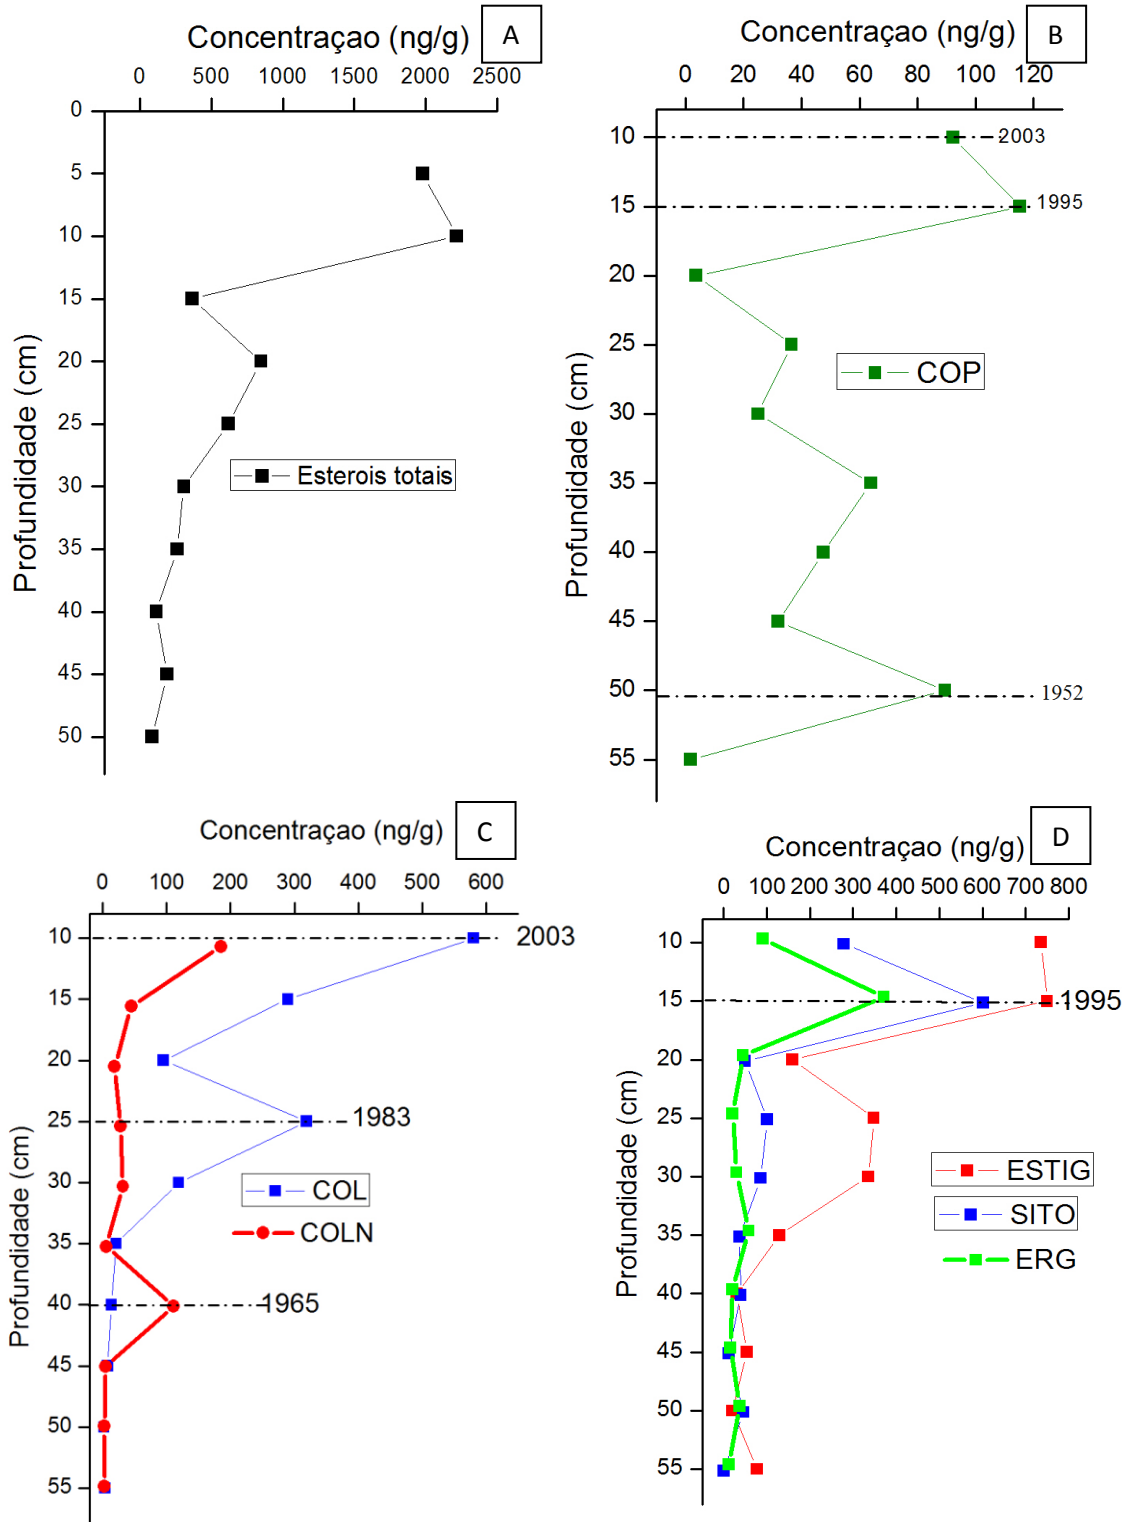 Concentraçao (ng/g)
A
0 500 1000 1500 2000 2500
0
5
10
15
20
25
30
35
40
45
50
Profundidade (cm)
Esterois totais
Concentraçao (ng/g)
B
0 20 40 60 80 100 120
10
15
20
25
30
35
40
45
50
55
Profundidade (cm)
2003
1995
COP
1952
Concentraçao (ng/g)
C
0 100 200 300 400 500 600
10
15
20
25
30
35
40
45
50
55
Profundidade (cm)
2003
1983
COL
COLN
1965
Concentraçao (ng/g)
D
0 100 200 300 400 500 600 700 800
10
15
20
25
30
35
40
45
50
55
Profundidade (cm)
1995
ESTIG
SITO
ERG